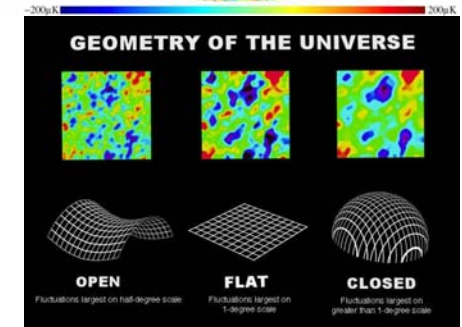 -200μK 200μK
GEOMETRY OF THE UNIVERSE
OPEN FLAT CLOSED
Fluctuations largest on half-degree scale
Fluctuations largest on
1-degree scale
Fluctuations largest on
greater than 1-degree scale